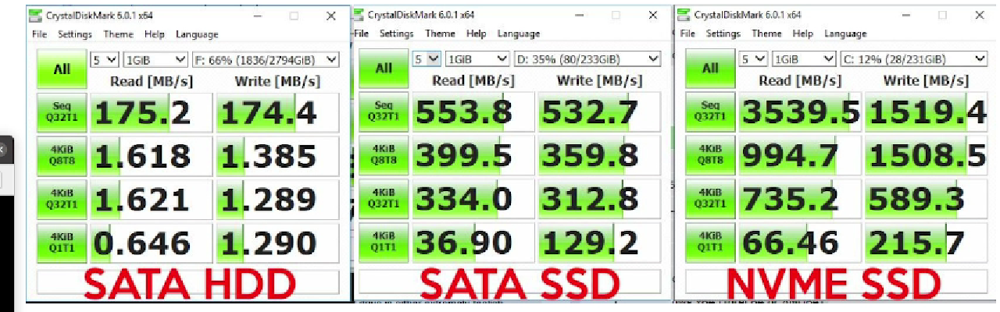 CrystalDiskMark 6.0.1 x64
File Settings Theme Help Language
All 5 1GiB F: 66% (1836/2794GiB)
Read [MB/s] Write [MB/s]
Seq Q32T1 175.2 174.4
4KiB Q8T8 1.618 1.385
4KiB Q32T1 1.621 1.289
4KiB Q1T1 0.646 1.290
SATA HDD
CrystalDiskMark 6.0.1 x64
File Settings Theme Help Language
All 5 1GiB D: 35% (80/233GiB)
Read [MB/s] Write [MB/s]
Seq Q32T1 553.8 532.7
4KiB Q8T8 399.5 359.8
4KiB Q32T1 334.0 312.8
4KiB Q1T1 36.90 129.2
SATA SSD
CrystalDiskMark 6.0.1 x64
File Settings Theme Help Language
All 5 1GiB C: 12% (28/231GiB)
Read [MB/s] Write [MB/s]
Seq Q32T1 3539.5 1519.4
4KiB Q8T8 994.7 1508.5
4KiB Q32T1 735.2 589.3
4KiB Q1T1 66.46 215.7
NVME SSD